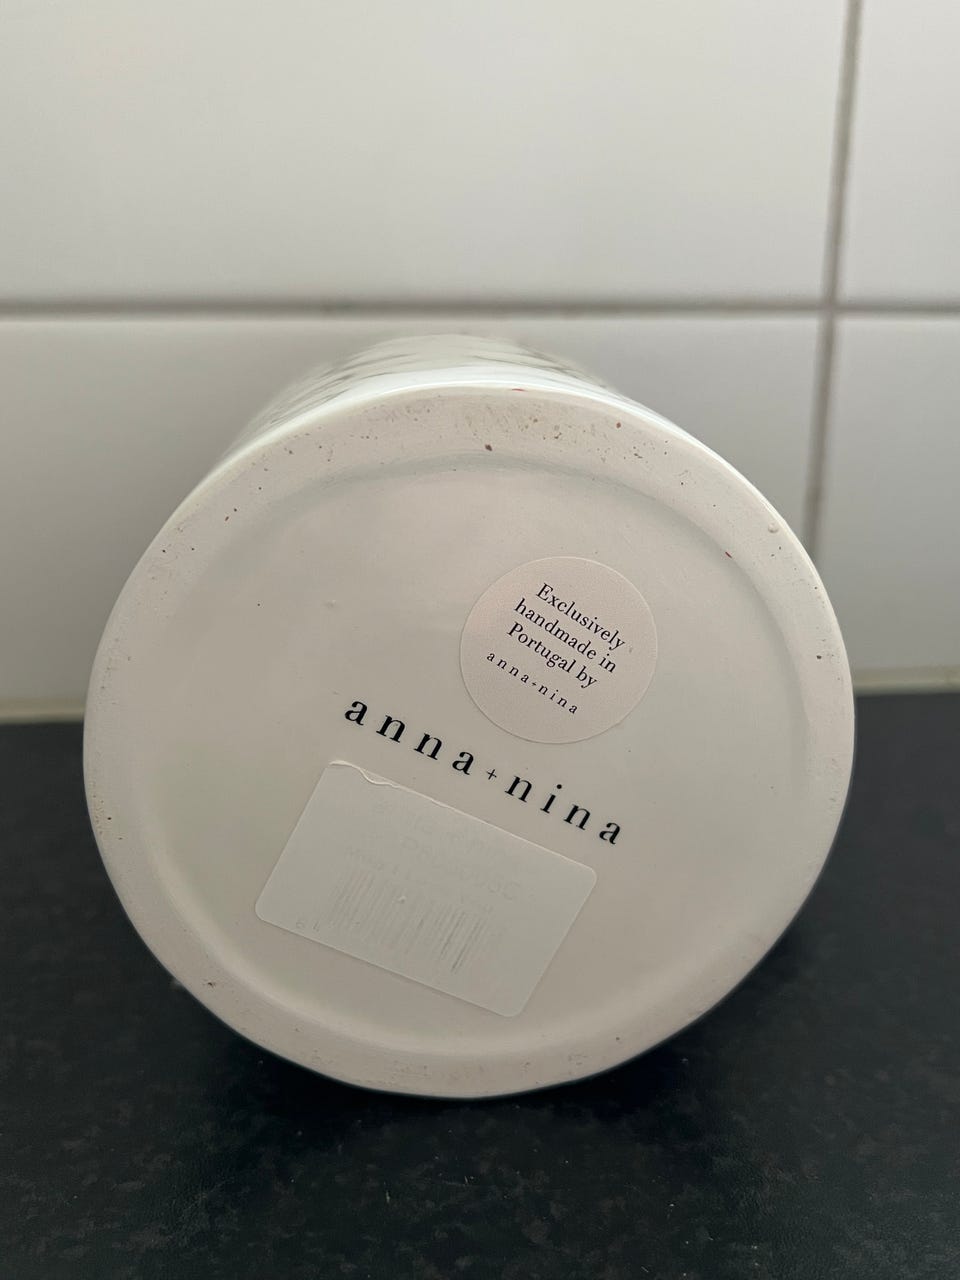 Exclusively
handmade in
Portugal by
anna+nina
anna+nina